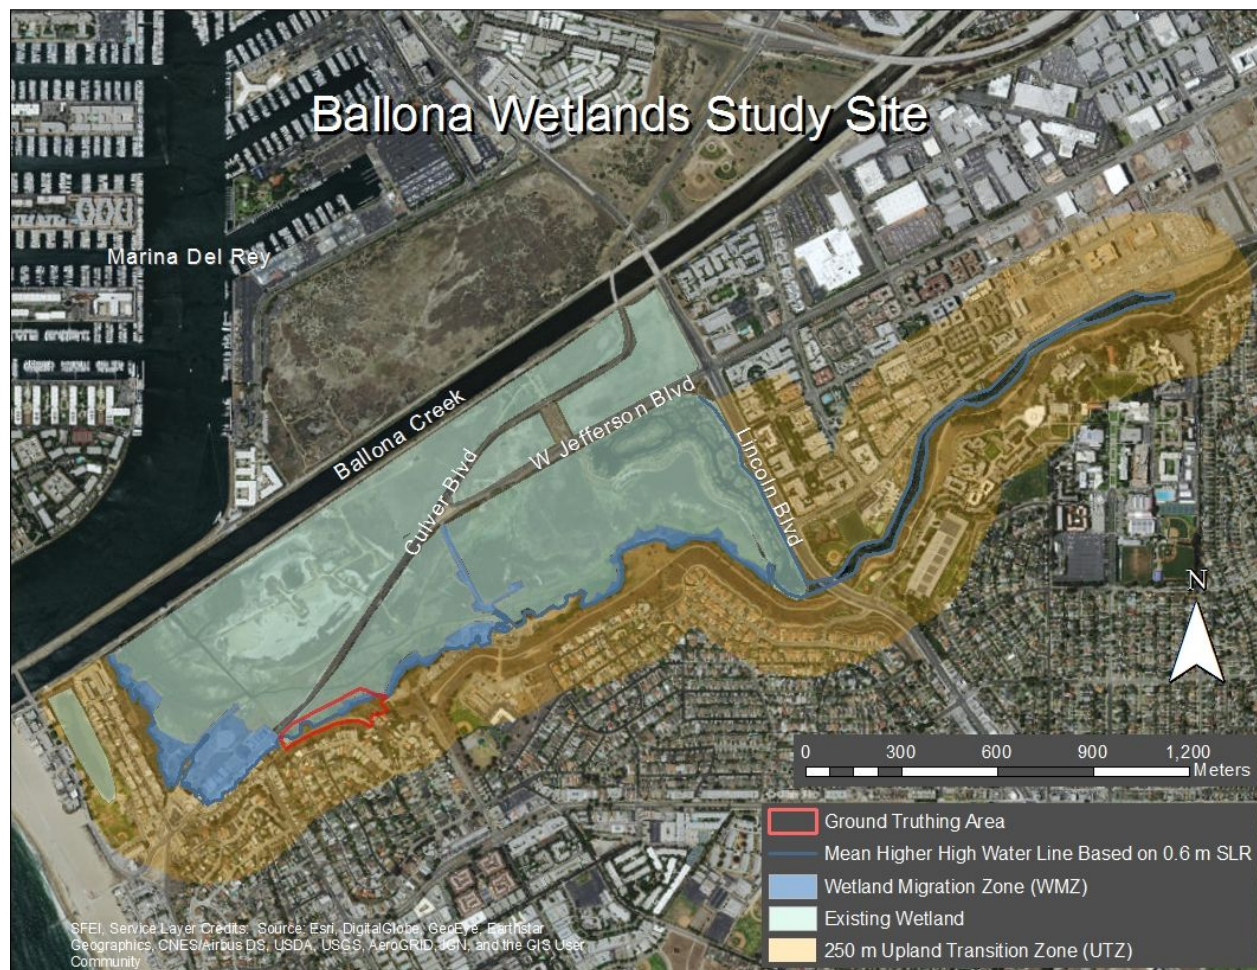 Ballona Wetlands Study Site
Marina Del Rey
Ballona Creek
W Jefferson Blvd
Culver Blvd
Lincoln Blvd
N
0 300 600 900 1,200
Meters
Ground Truthing Area
Mean Higher High Water Line Based on 0.6 m SLR
Wetland Migration Zone (WMZ)
Existing Wetland
250 m Upland Transition Zone (UTZ)
SFEI, Service Layer Credits: Source: Esri, DigitalGlobe, GeoEye, Earthstar
Geographics, CNES/Airbus DS, USDA, USGS, AeroGRID, IGN, and the GIS User
Community